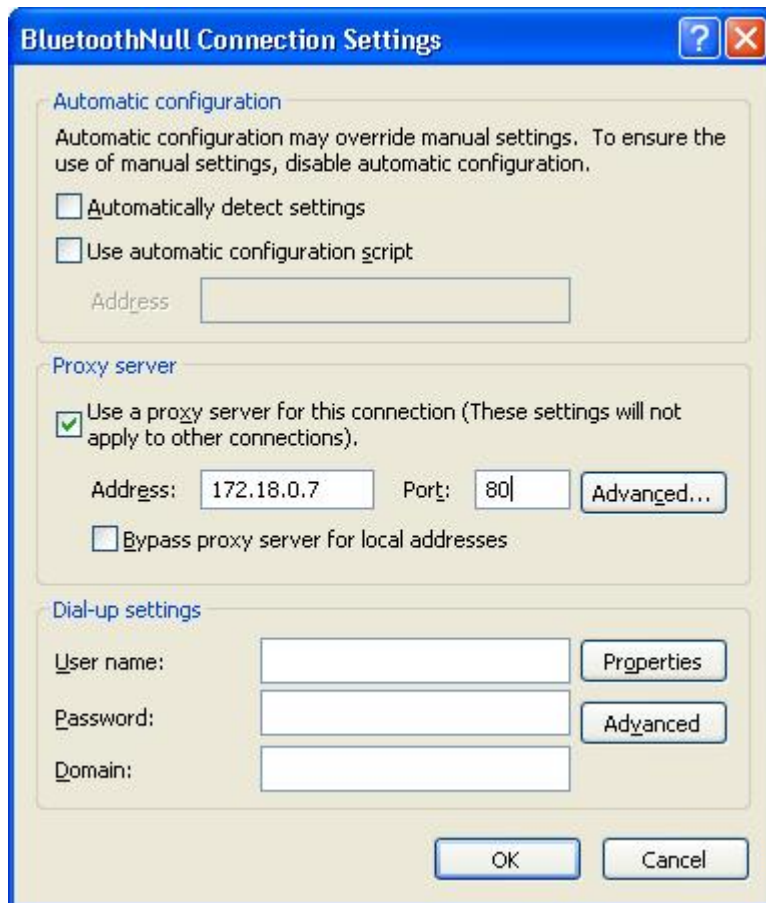 BluetoothNull Connection Settings
Automatic configuration
Automatic configuration may override manual settings.  To ensure the
use of manual settings, disable automatic configuration.
Automatically detect settings
Use automatic configuration script
Address
Proxy server
Use a proxy server for this connection (These settings will not
apply to other connections).
Address: 172.18.0.7 Port: 80 Advanced...
Bypass proxy server for local addresses
Dial-up settings
User name: Properties
Password: Advanced
Domain:
OK Cancel